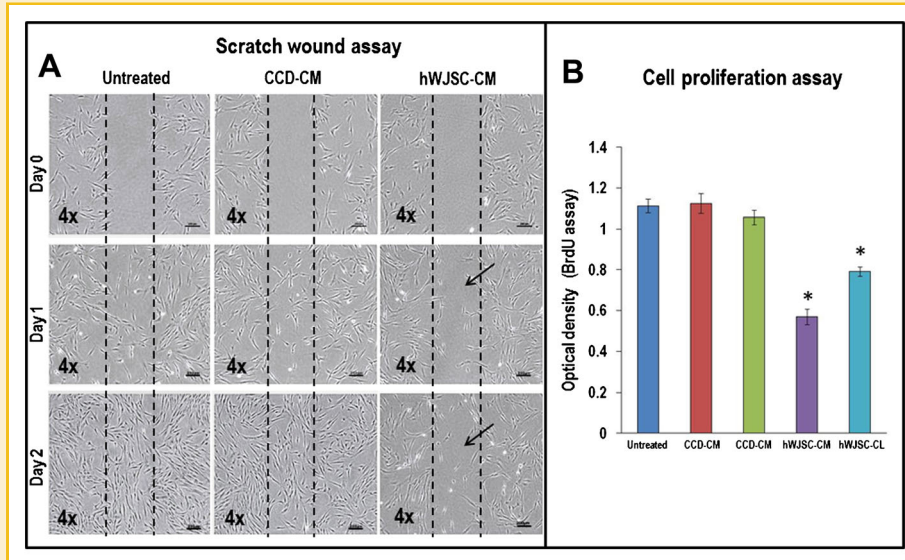 Scratch wound assay
A
Untreated
CCD-CM
hWJSC-CM
Day 0
4x
4x
4x
Day 1
4x
4x
4x
Day 2
4x
4x
4x
B
Cell proliferation assay
Optical density (BrdU assay)
1.4
1.2
1
0.8
0.6
0.4
0.2
0
*
*
Untreated
CCD-CM
CCD-CM
hWJSC-CM
hWJSC-CL